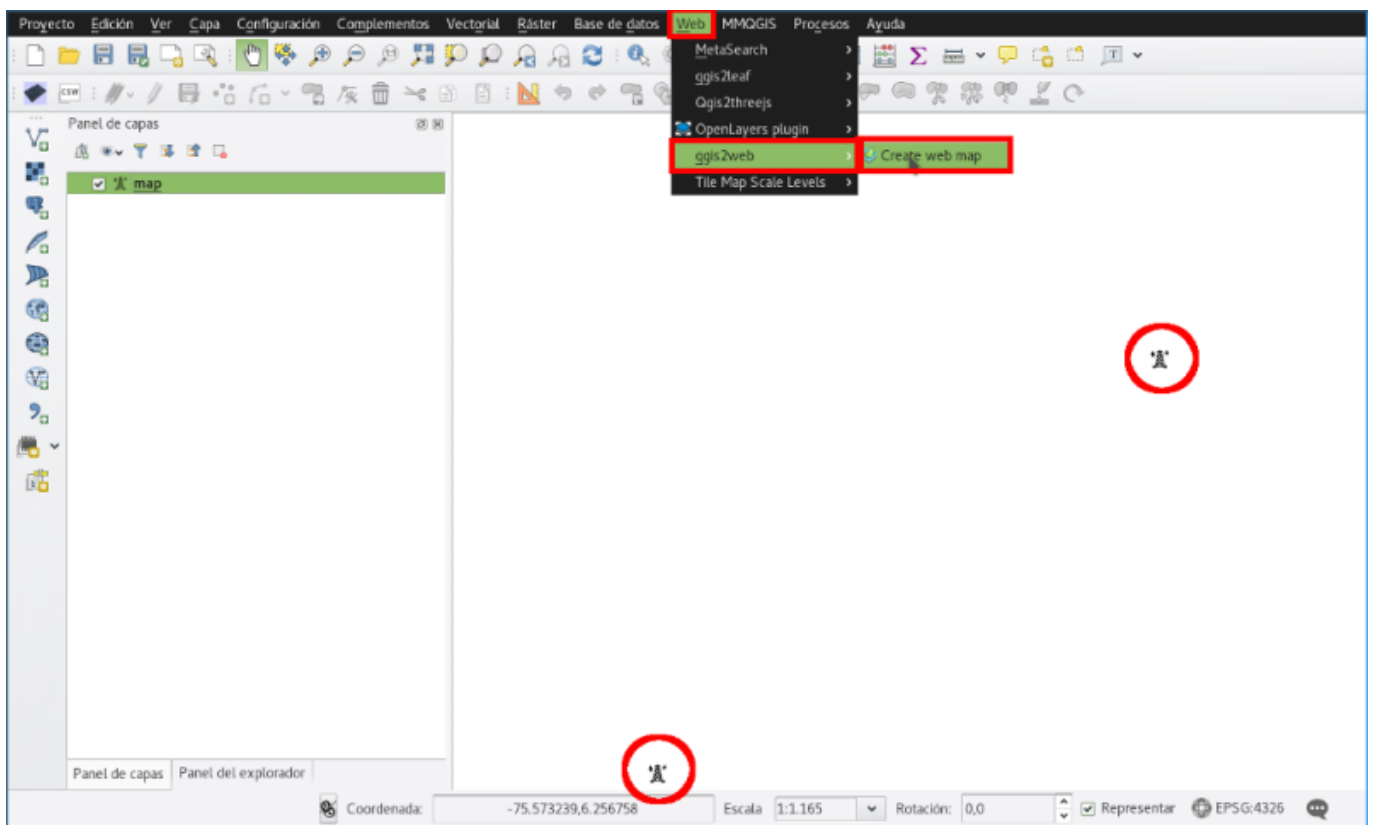 Proyecto Edición Ver Capa Configuración Complementos Vectorial Ráster Base de datos Web MMQGIS Procesos Ayuda
MetaSearch
qgis2leaf
Qgis2threejs
OpenLayers plugin
qgis2web
Create web map
Tile Map Scale Levels
CSW
Panel de capas
map
Panel de capas Panel del explorador
Coordenada: -75.573239,6.256758 Escala 1:1.165 Rotación: 0,0 Representar EPSG:4326